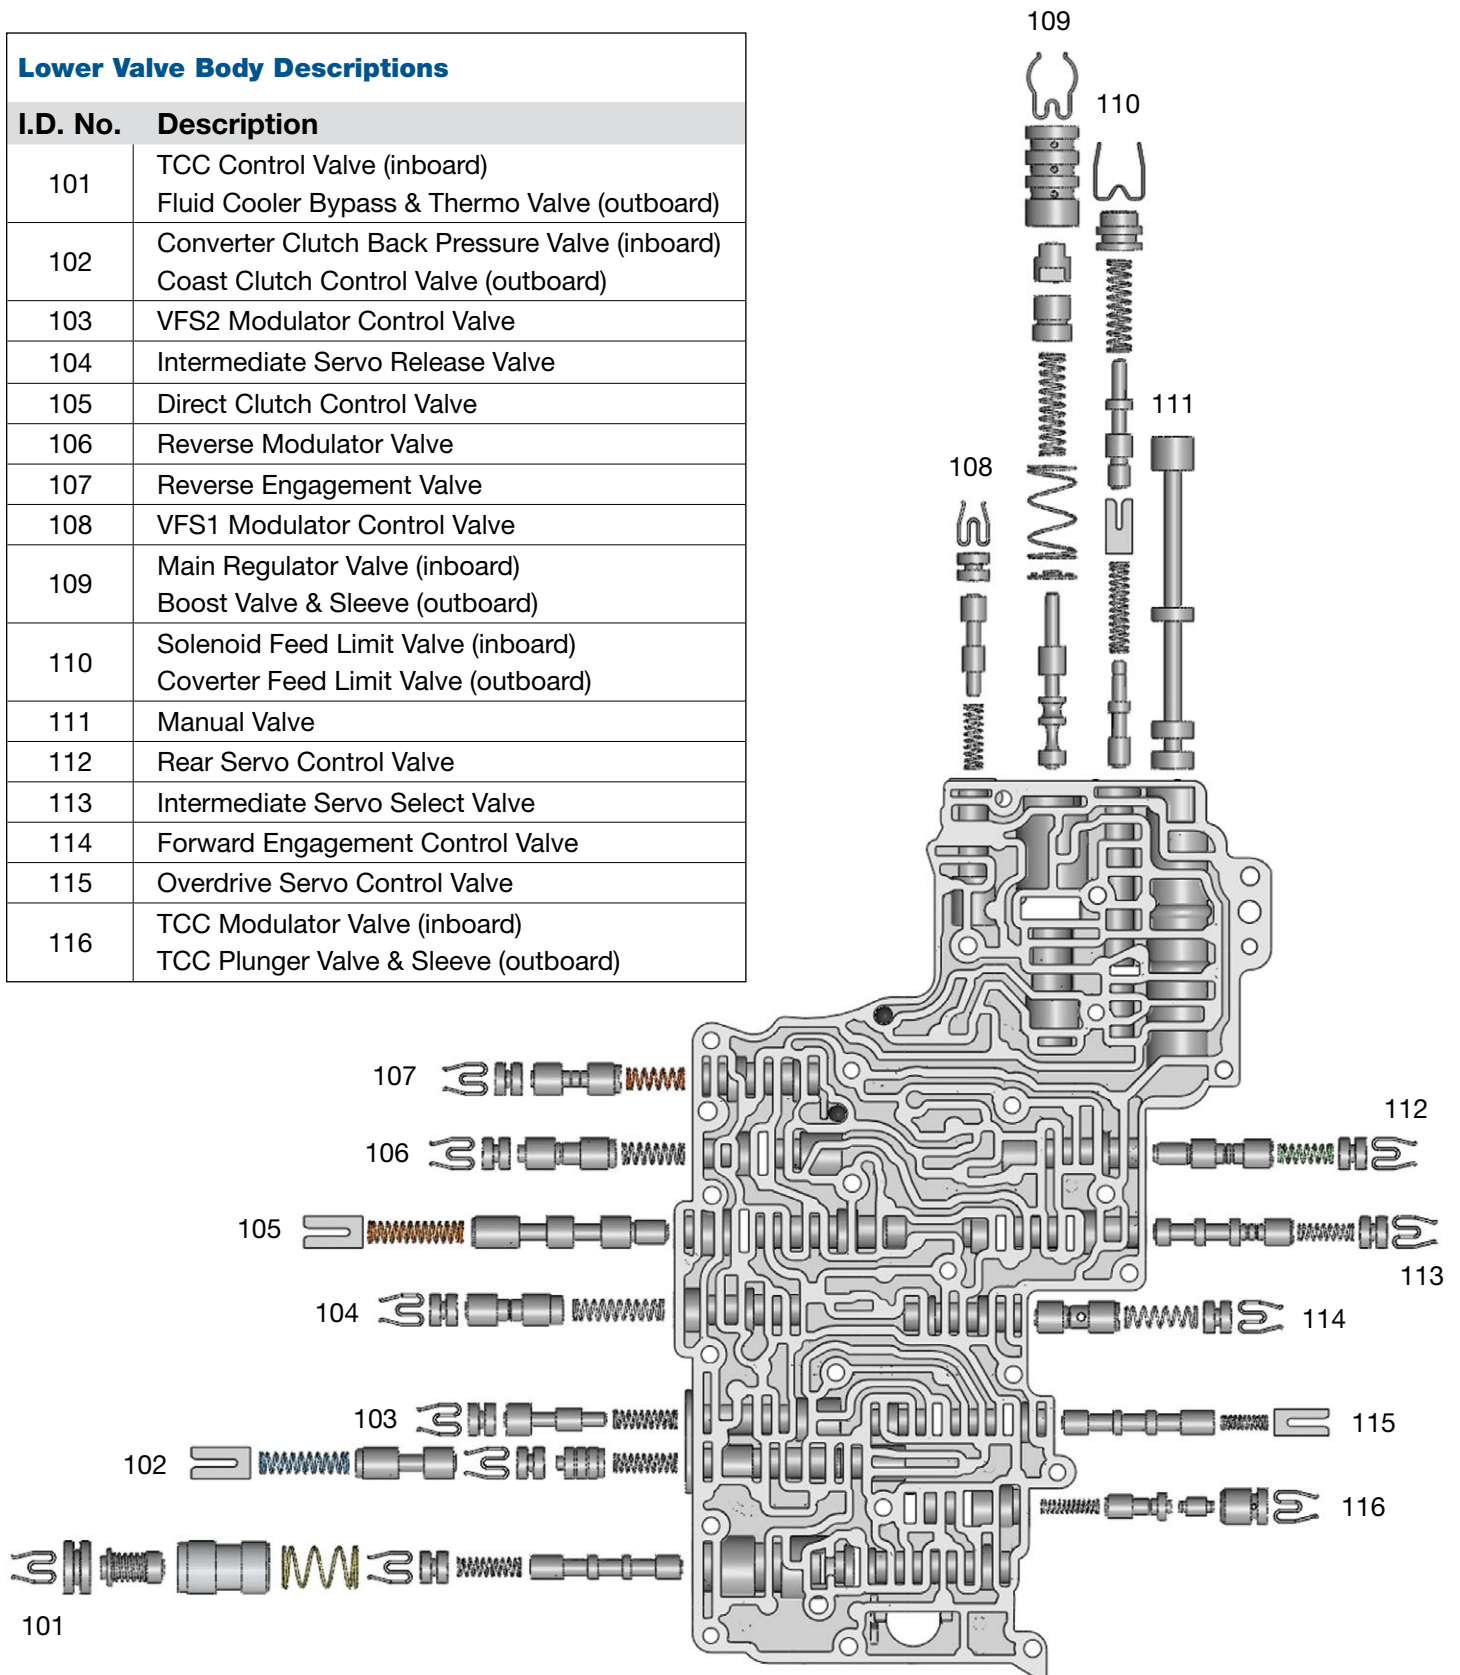 Lower Valve Body Descriptions
I.D. No. Description
101 TCC Control Valve (inboard)
Fluid Cooler Bypass & Thermo Valve (outboard)
102 Converter Clutch Back Pressure Valve (inboard)
Coast Clutch Control Valve (outboard)
103 VFS2 Modulator Control Valve
104 Intermediate Servo Release Valve
105 Direct Clutch Control Valve
106 Reverse Modulator Valve
107 Reverse Engagement Valve
108 VFS1 Modulator Control Valve
109 Main Regulator Valve (inboard)
Boost Valve & Sleeve (outboard)
110 Solenoid Feed Limit Valve (inboard)
Coverter Feed Limit Valve (outboard)
111 Manual Valve
112 Rear Servo Control Valve
113 Intermediate Servo Select Valve
114 Forward Engagement Control Valve
115 Overdrive Servo Control Valve
116 TCC Modulator Valve (inboard)
TCC Plunger Valve & Sleeve (outboard)
109
110
111
108
107
112
106
105
113
104
114
103
115
102
116
101